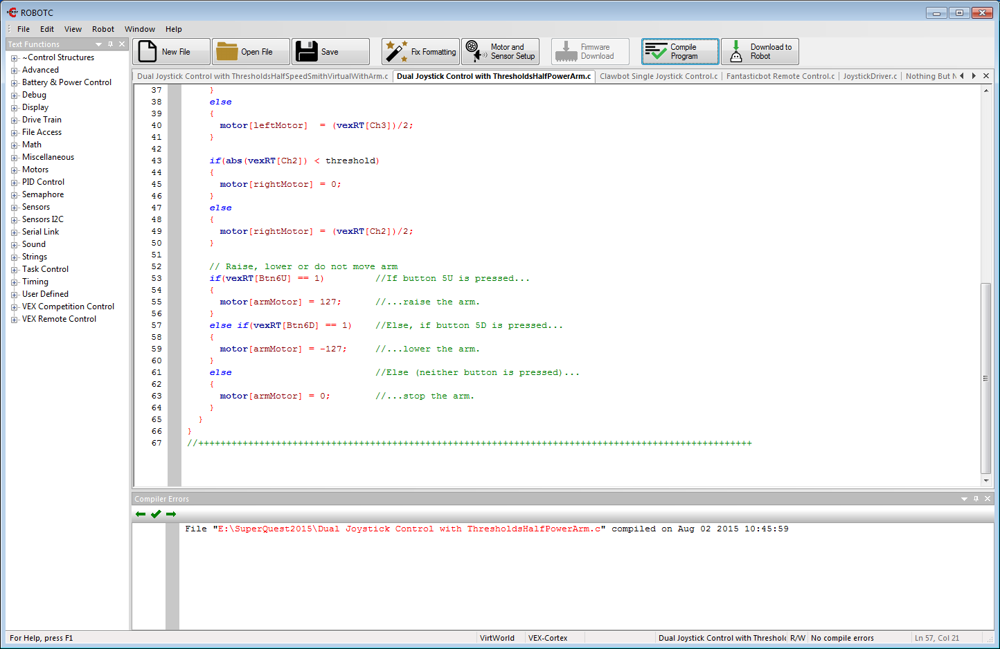 ROBOTC
File Edit View Robot Window Help
Text Functions
~Control Structures
Advanced
Battery & Power Control
Debug
Display
Drive Train
File Access
Math
Miscellaneous
Motors
PID Control
Semaphore
Sensors
Sensors I2C
Serial Link
Sound
Strings
Task Control
Timing
User Defined
VEX Competition Control
VEX Remote Control
New File
Open File
Save
Fix Formatting
Motor and
Sensor Setup
Firmware
Download
Compile
Program
Download to
Robot
Dual Joystick Control with ThresholdsHalfSpeedSmithVirtualWithArm.c Dual Joystick Control with ThresholdsHalfPowerArm.c Clawbot Single Joystick Control.c Fantasticbot Remote Control.c JoystickDriver.c Nothing But N
37 }
38 else
39 {
40 motor[leftMotor]  = (vexRT[Ch3])/2;
41 }
42
43 if(abs(vexRT[Ch2]) < threshold)
44 {
45 motor[rightMotor] = 0;
46 }
47 else
48 {
49 motor[rightMotor] = (vexRT[Ch2])/2;
50 }
51
52 // Raise, lower or do not move arm
53 if(vexRT[Btn6U] == 1) //If button 5U is pressed...
54 {
55 motor[armMotor] = 127; //...raise the arm.
56 }
57 else if(vexRT[Btn6D] == 1) //Else, if button 5D is pressed...
58 {
59 motor[armMotor] = -127; //...lower the arm.
60 }
61 else //Else (neither button is pressed)...
62 {
63 motor[armMotor] = 0; //...stop the arm.
64 }
65 }
66 }
67 //++++++++++++++++++++++++++++++++++++++++++++++++++++++++++++++++++++++++++++++++++++++++++++++++++++
Compiler Errors
File "E:\SuperQuest2015\Dual Joystick Control with ThresholdsHalfPowerArm.c" compiled on Aug 02 2015 10:45:59
For Help, press F1 VirtWorld VEX-Cortex Dual Joystick Control with Threshol R/W No compile errors Ln 57, Col 21